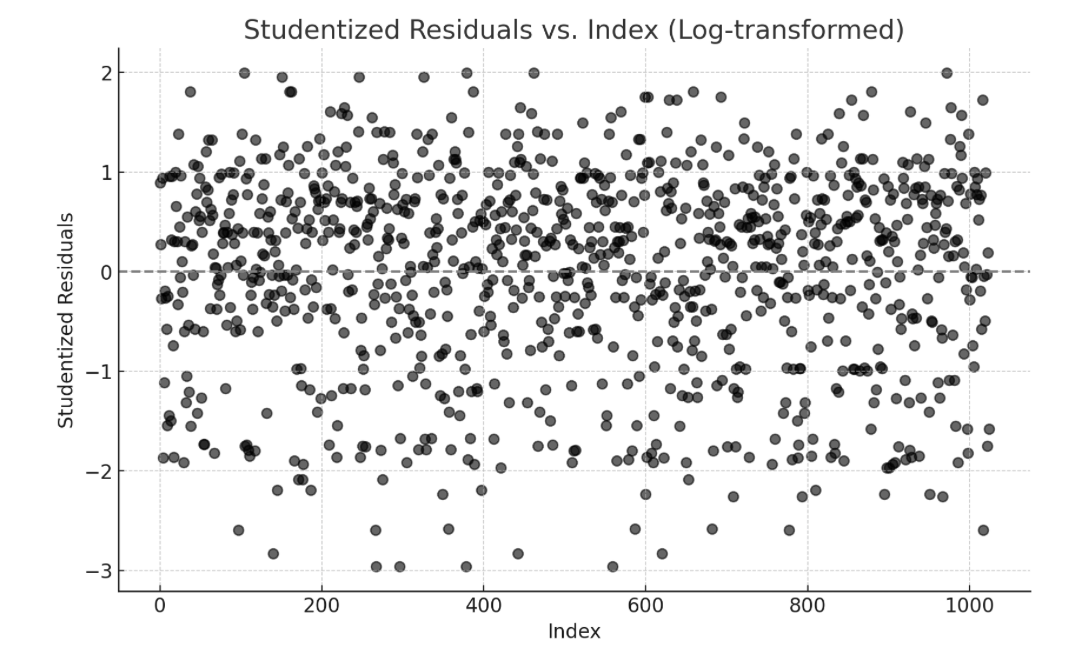 Studentized Residuals vs. Index (Log-transformed)
Studentized Residuals
2
1
0
−1
−2
−3
0 200 400 600 800 1000
Index